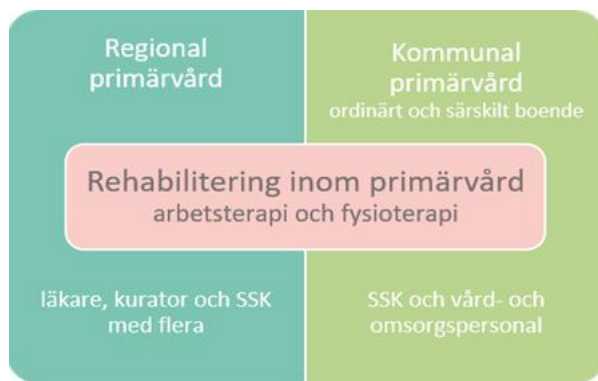 Regional
primärvård
Kommunal
primärvård
ordinärt och särskilt boende
Rehabilitering inom primärvård
arbetsterapi och fysioterapi
läkare, kurator och SSK
med flera
SSK och vård- och
omsorgspersonal